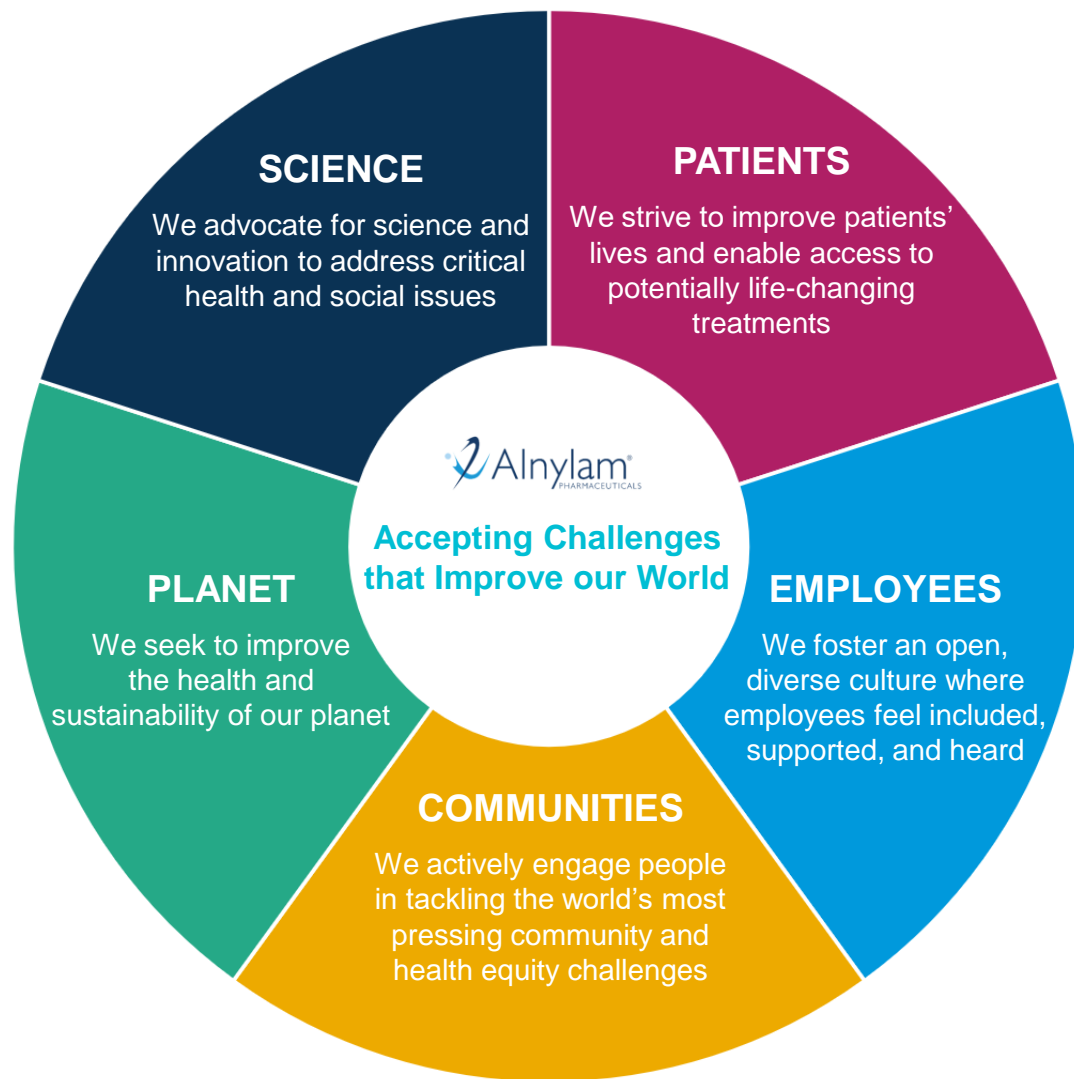 SCIENCE
We advocate for science and
innovation to address critical
health and social issues
PATIENTS
We strive to improve patients’
lives and enable access to
potentially life-changing
treatments
Alnylam®
PHARMACEUTICALS
Accepting Challenges
that Improve our World
PLANET
We seek to improve
the health and
sustainability of our planet
EMPLOYEES
We foster an open,
diverse culture where
employees feel included,
supported, and heard
COMMUNITIES
We actively engage people
in tackling the world’s most
pressing community and
health equity challenges